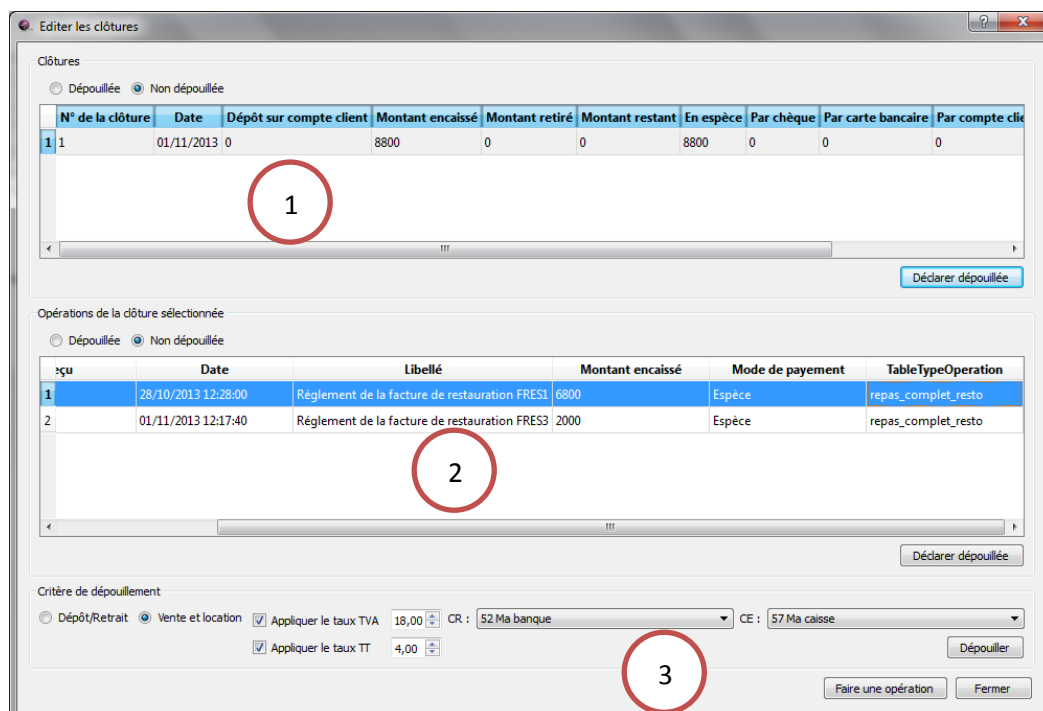 Editer les clôtures
Clôtures
Dépouillée Non dépouillée
N° de la clôture Date Dépôt sur compte client Montant encaissé Montant retiré Montant restant En espèce Par chèque Par carte bancaire Par compte clie
1 1 01/11/2013 0 8800 0 0 8800 0 0 0
1
Déclarer dépouillée
Opérations de la clôture sélectionnée
Dépouillée Non dépouillée
çu Date Libellé Montant encaissé Mode de payement TableTypeOperation
1 28/10/2013 12:28:00 Réglement de la facture de restauration FRES1 6800 Espèce repas_complet_resto
2 01/11/2013 12:17:40 Réglement de la facture de restauration FRES3 2000 Espèce repas_complet_resto
2
Déclarer dépouillée
Critère de dépouillement
Dépôt/Retrait Vente et location Appliquer le taux TVA 18,00 CR : 52 Ma banque CE : 57 Ma caisse
Appliquer le taux TT 4,00 Dépouiller
3
Faire une opération Fermer